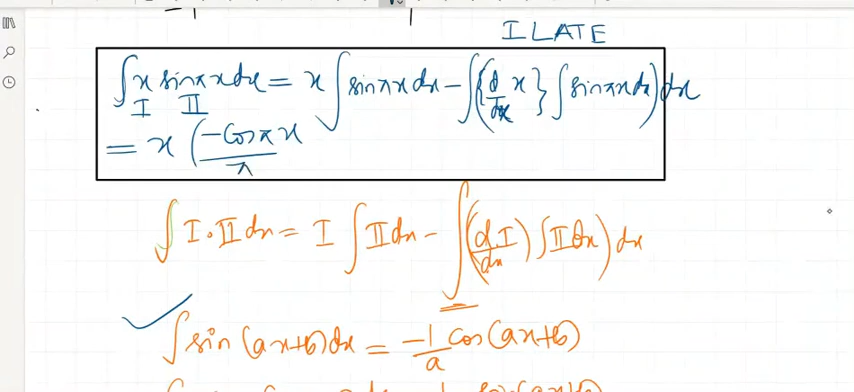 I LATE
∫ x sinπx dx = x ∫ sinπx dx − ∫ ( { d/dx x } ∫ sinπx dx ) dx
I II
= x ( −Cosπx / π
∫ I · II dx = I ∫ II dx − ∫ ( d/dx I ) ∫ II dx ) dx
∫ sin (ax+b) dx = −1/a Cos (ax+b)